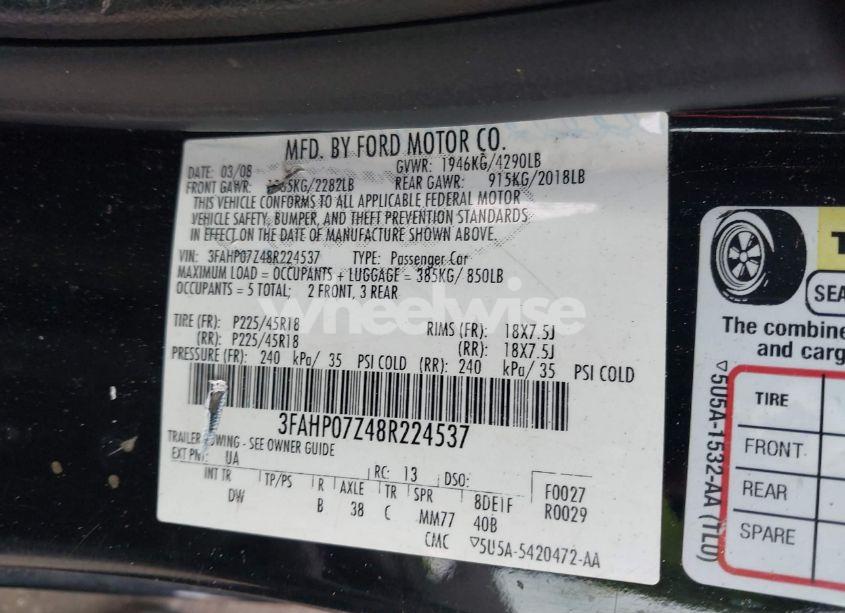 MFD. BY FORD MOTOR CO.
DATE: 03/08 GVWR: 1946KG/4290LB
FRONT GAWR: 35KG/2282LB REAR GAWR: 915KG/2018LB
THIS VEHICLE CONFORMS TO ALL APPLICABLE FEDERAL MOTOR
VEHICLE SAFETY, BUMPER, AND THEFT PREVENTION STANDARDS
IN EFFECT ON THE DATE OF MANUFACTURE SHOWN ABOVE.
VIN: 3FAHP07Z48R224537 TYPE: Passenger Car
MAXIMUM LOAD = OCCUPANTS + LUGGAGE = 385KG/ 850LB
OCCUPANTS = 5 TOTAL; 2 FRONT, 3 REAR
wheelwise
TIRE (FR): P225/45R18 RIMS (FR): 18X7.5J
(RR): P225/45R18 (RR): 18X7.5J
PRESSURE (FR): 240 kPa/ 35 PSI COLD (RR): 240 kPa/ 35 PSI COLD
3FAHP07Z48R224537
TRAILER TOWING - SEE OWNER GUIDE
EXT PNT: UA RC: 13 DSO:
INT TR TP/PS R AXLE TR SPR 8DE1F F0027
DW B 38 C MM77 40B R0029
CMC ▽5U5A-5420472-AA
SEA
The combine
and carg
TIRE
FRONT
REAR
SPARE
▽5U5A-1532-AA (TLU)